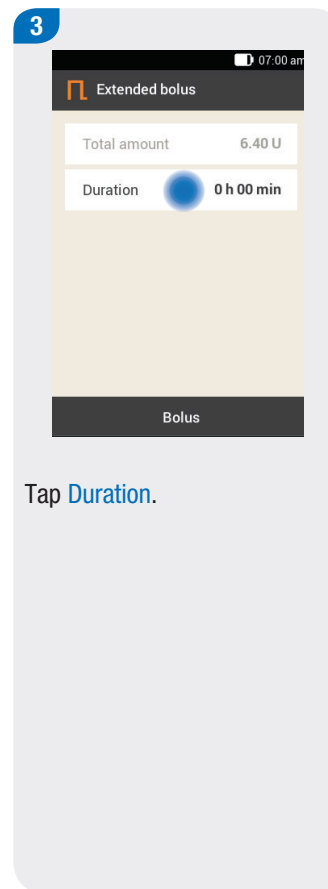 3
07:00 am
Extended bolus
Total amount 6.40 U
Duration 0 h 00 min
Bolus
Tap Duration.